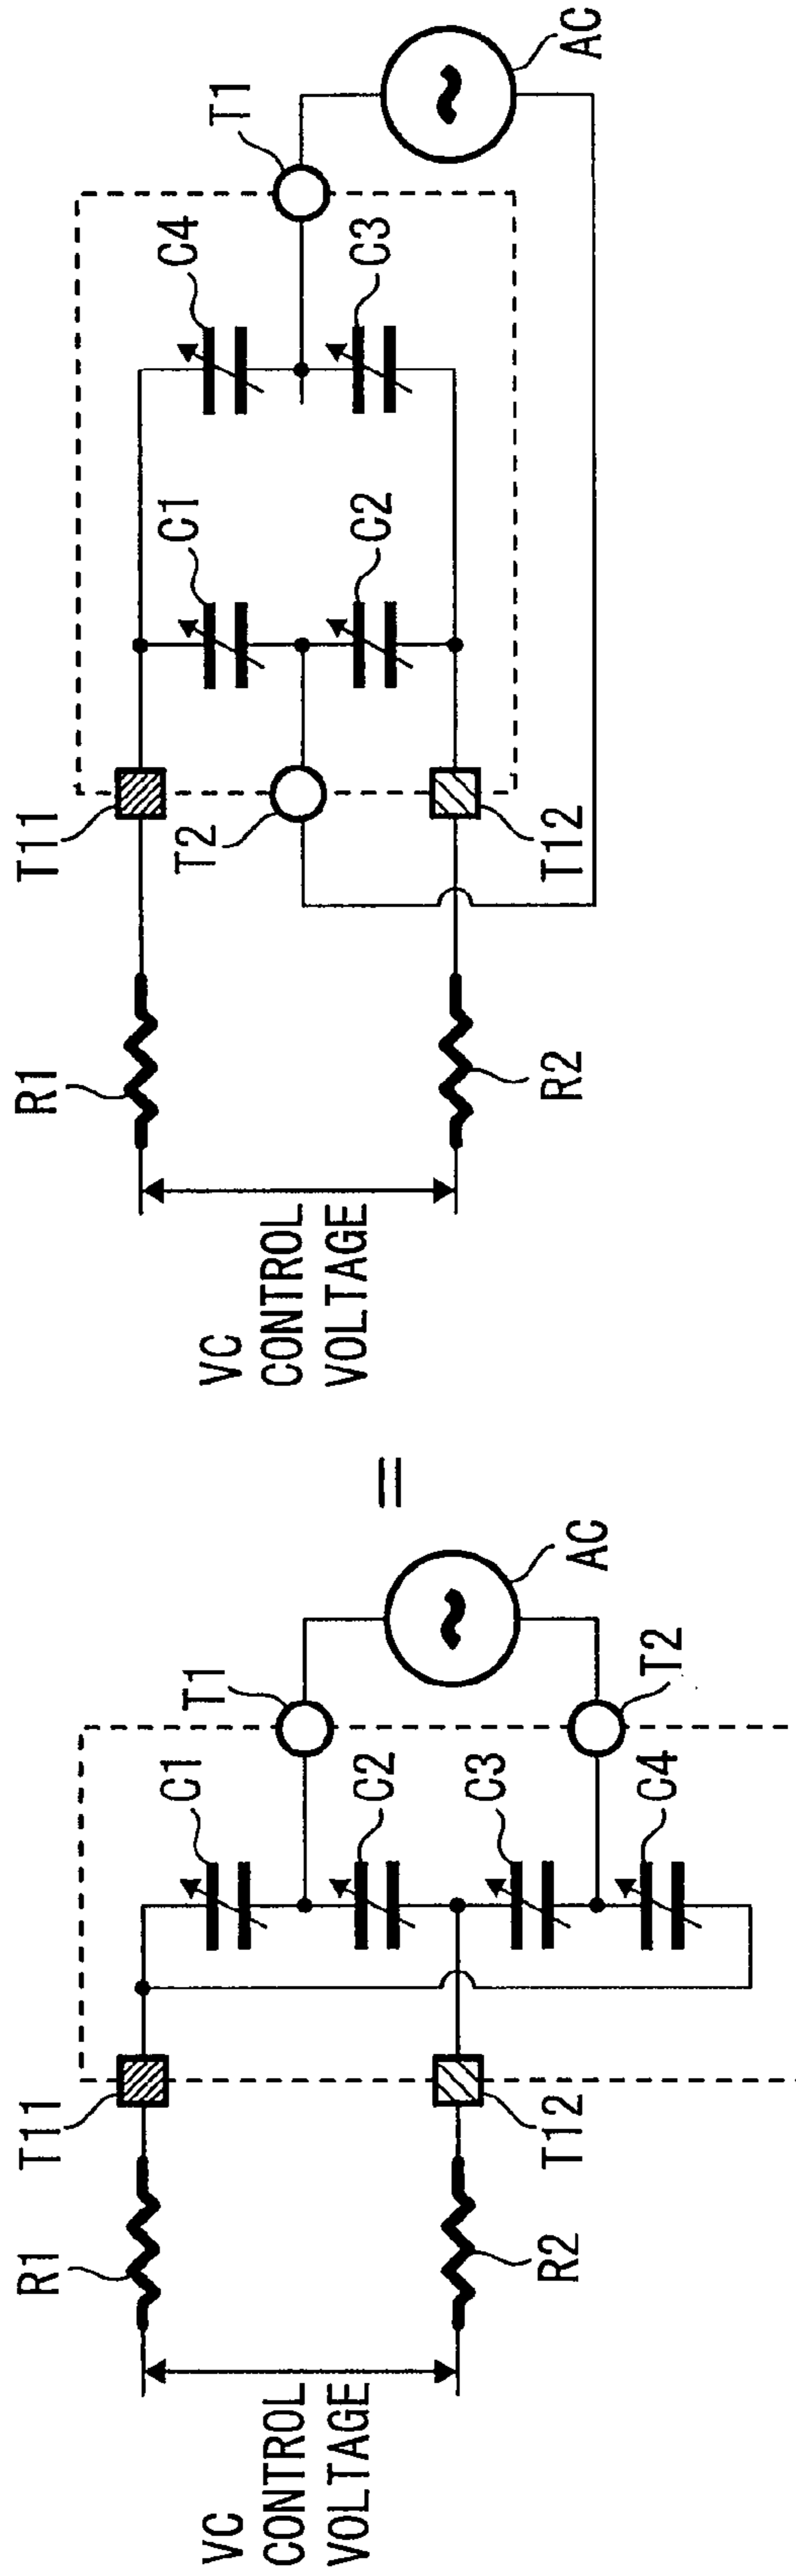 VC
CONTROL
VOLTAGE
R1
R2
T11
T12
C1
C2
C3
C4
T1
T2
AC
=
VC
CONTROL
VOLTAGE
R1
R2
T11
T2
T12
C1
C2
C4
C3
T1
AC